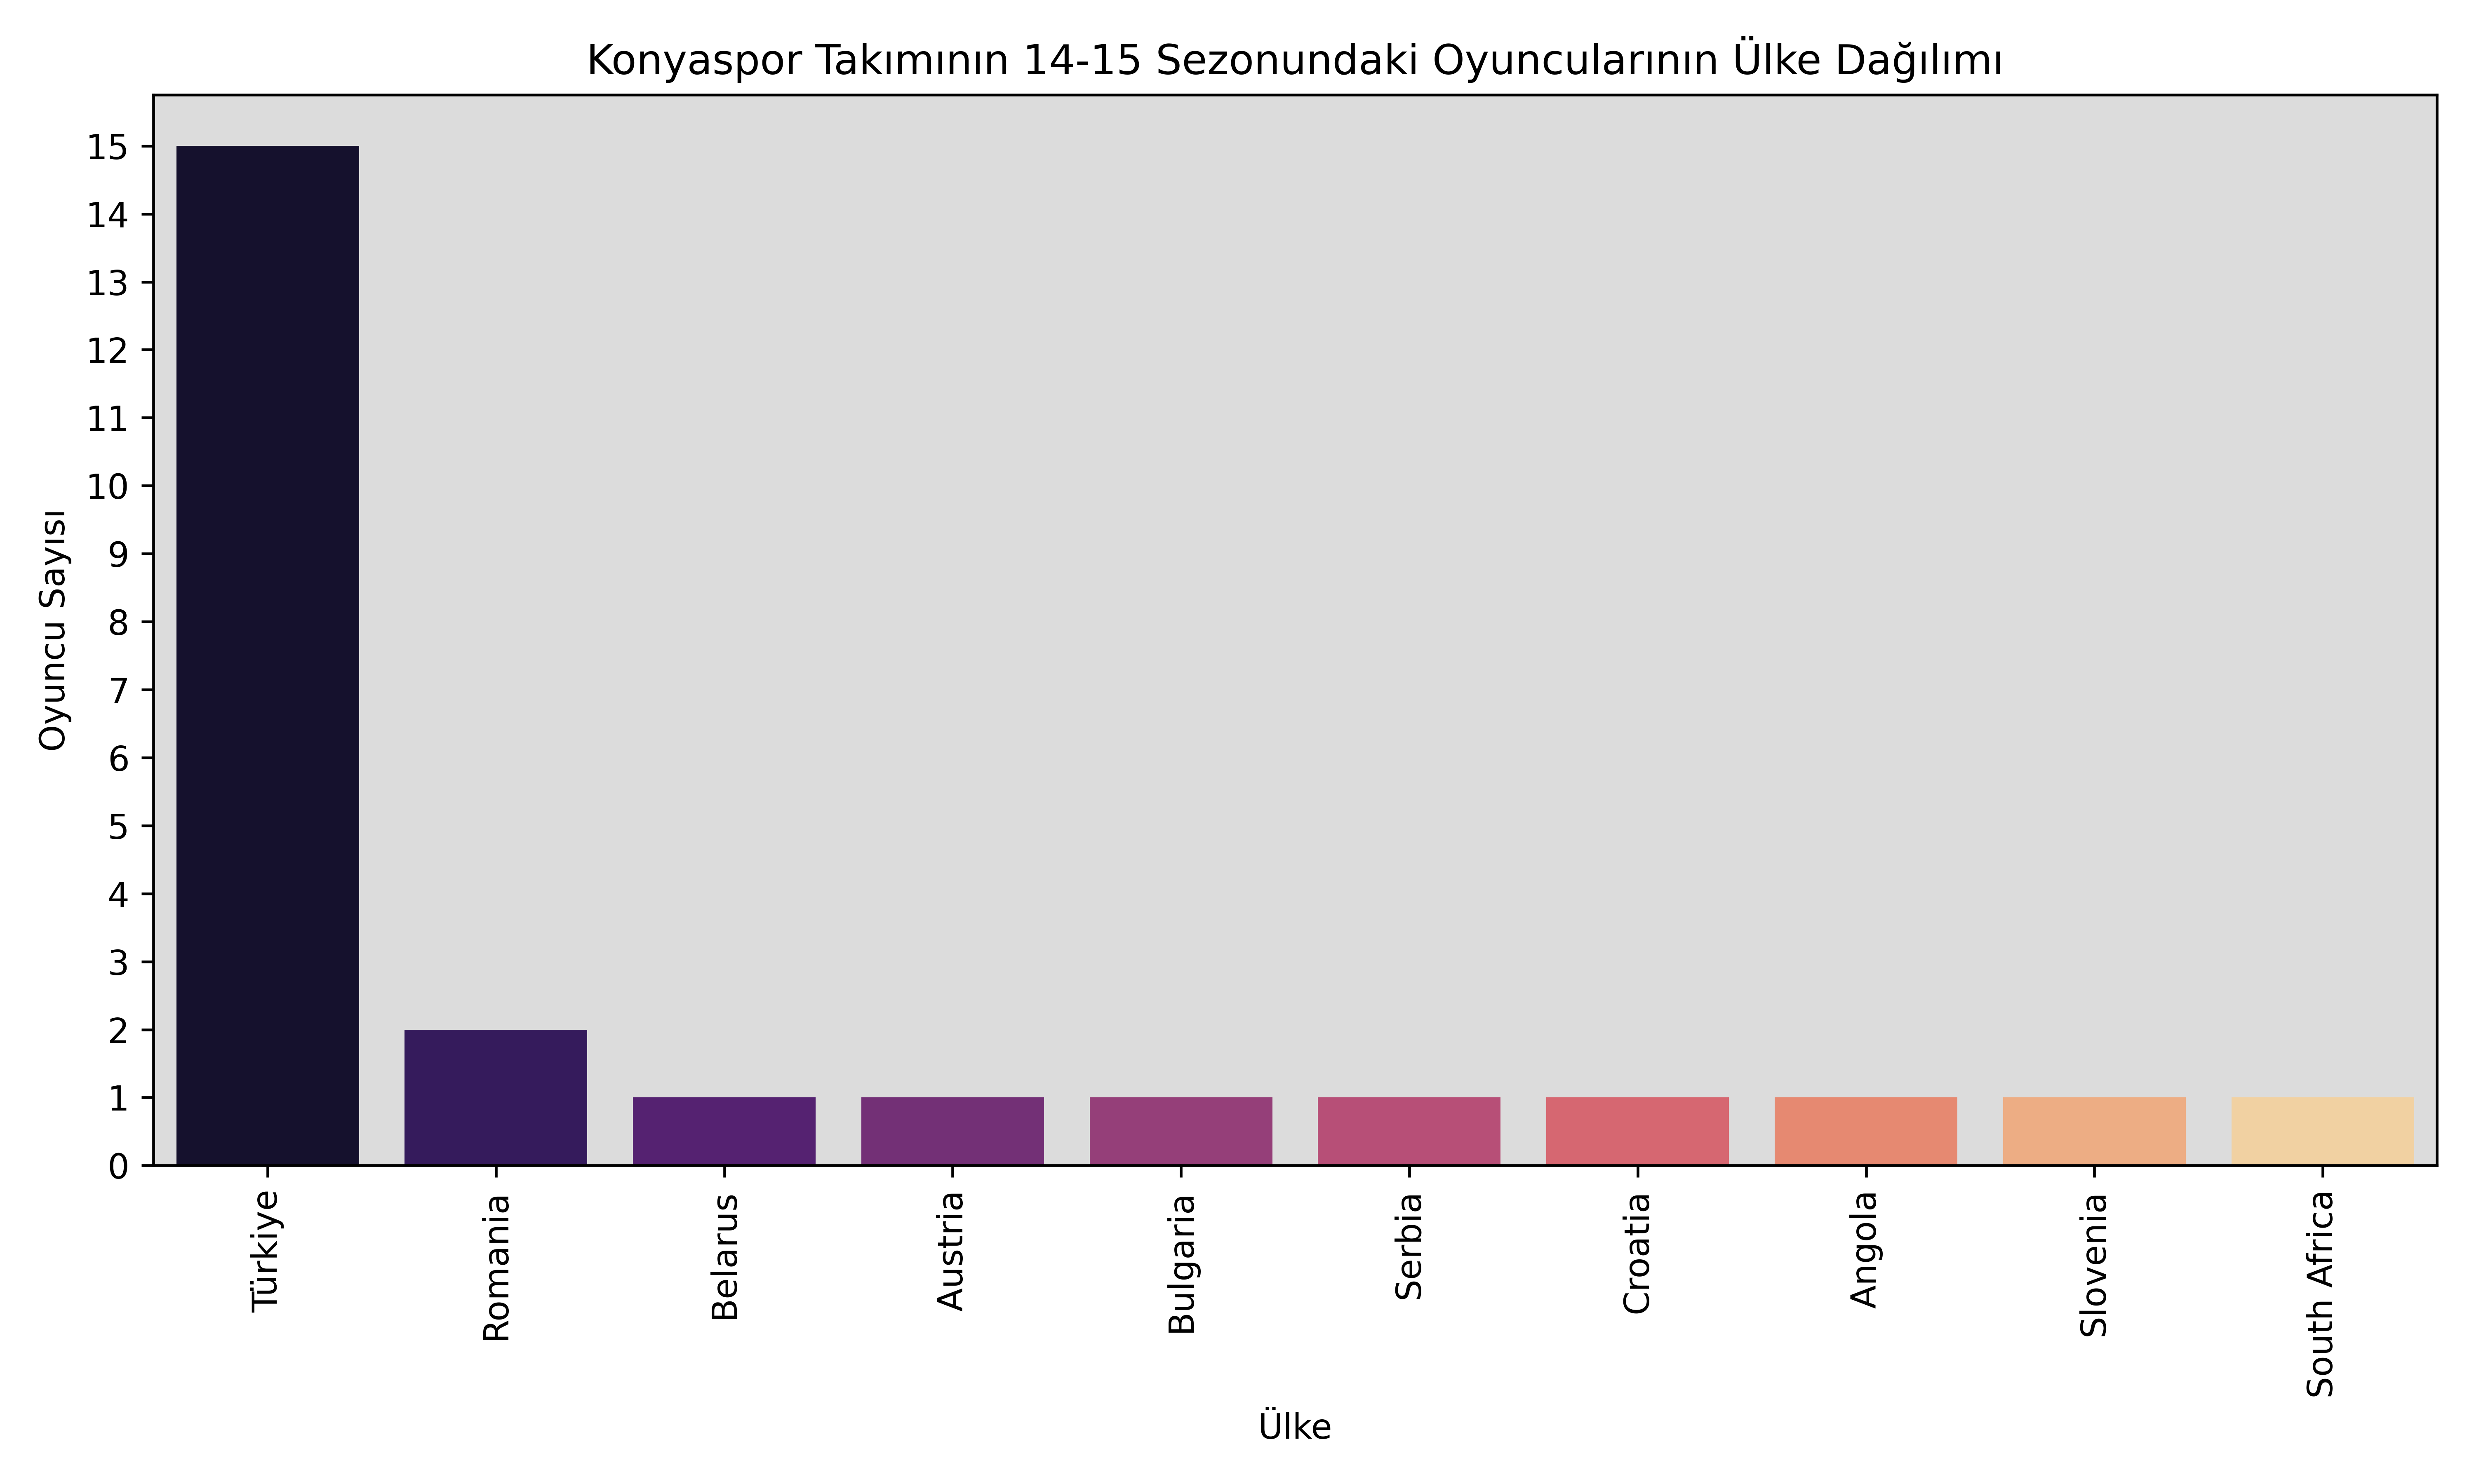 Konyaspor Takımının 14-15 Sezonundaki Oyuncularının Ülke Dağılımı
Oyuncu Sayısı
15
14
13
12
11
10
9
8
7
6
5
4
3
2
1
0
Türkiye
Romania
Belarus
Austria
Bulgaria
Serbia
Croatia
Angola
Slovenia
South Africa
Ülke